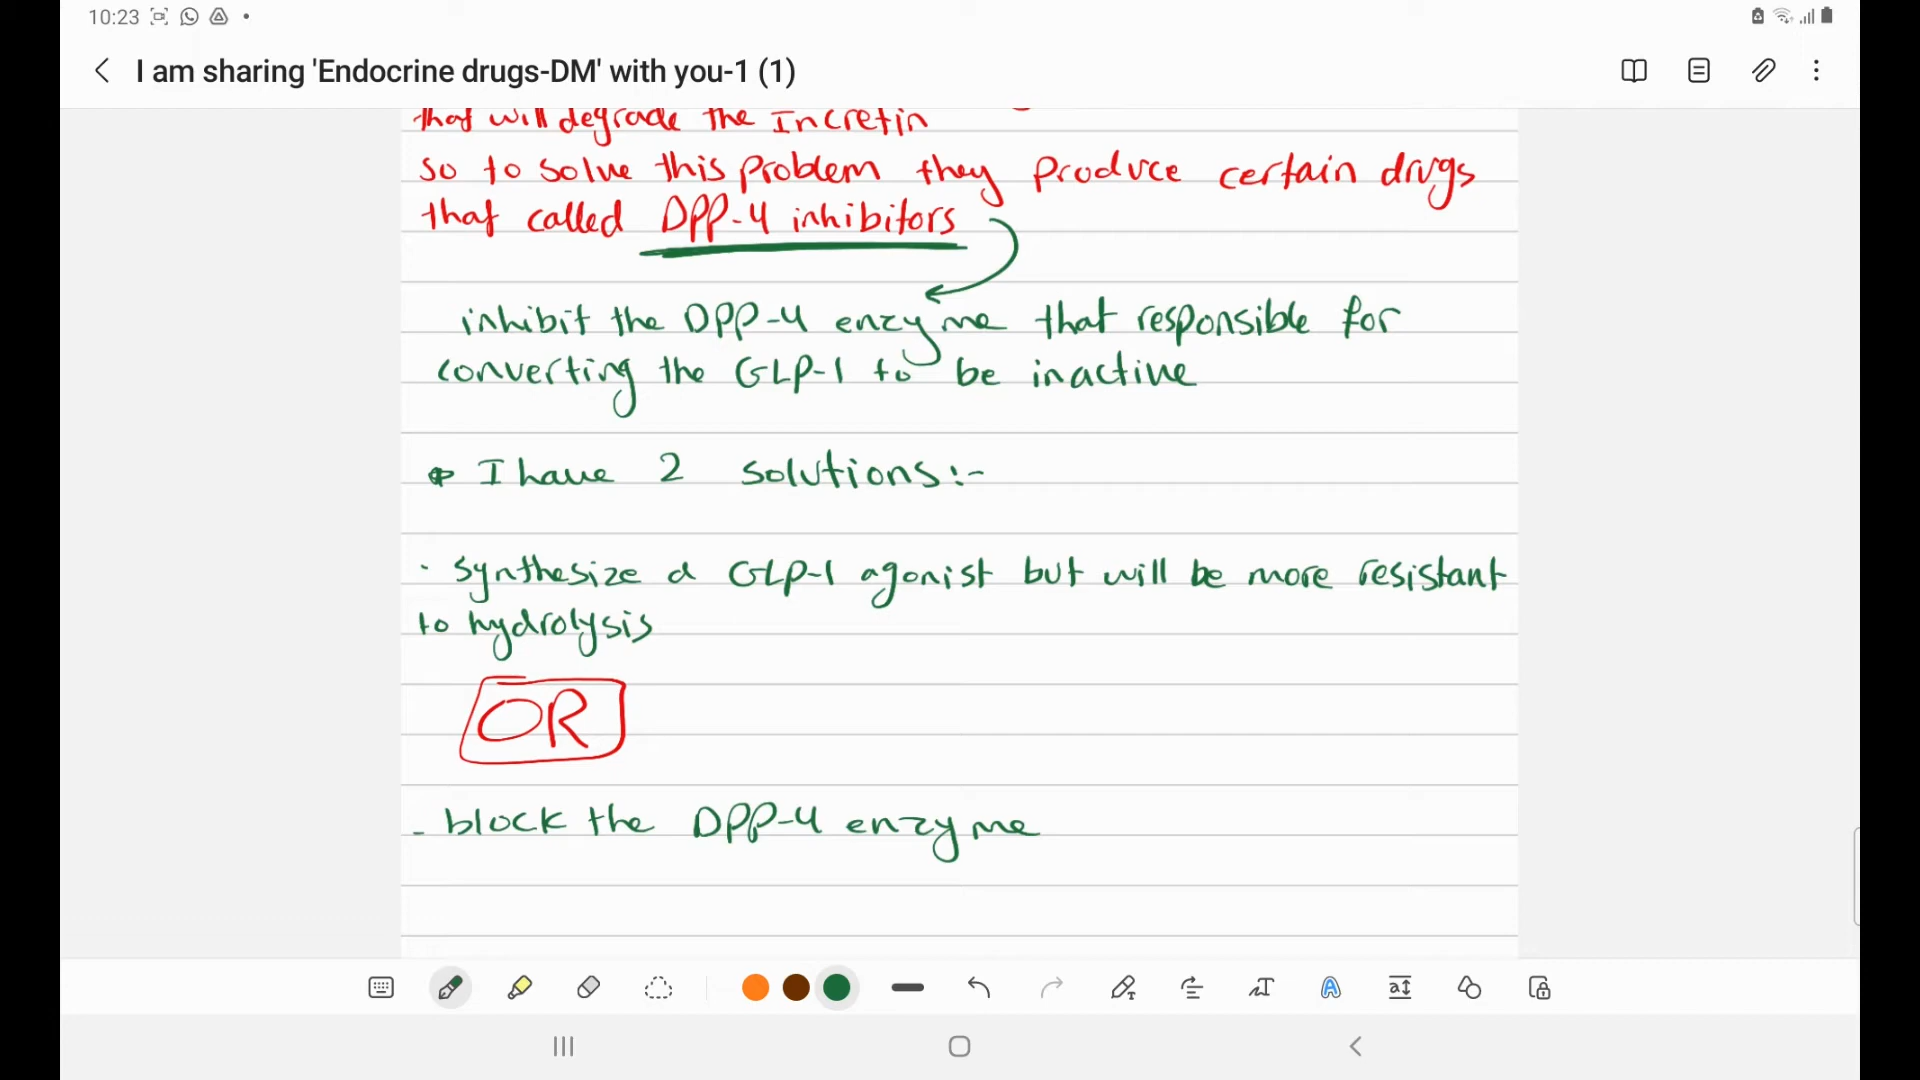 10:23
I am sharing 'Endocrine drugs-DM' with you-1 (1)
that will degrade the Incretin
so to solve this problem they produce certain drugs
that called DPP-4 inhibitors
inhibit the DPP-4 enzyme that responsible for
converting the GLP-1 to be inactive
I have 2 solutions:-
· synthesize a GLP-1 agonist but will be more resistant
to hydrolysis
OR
- block the DPP-4 enzyme